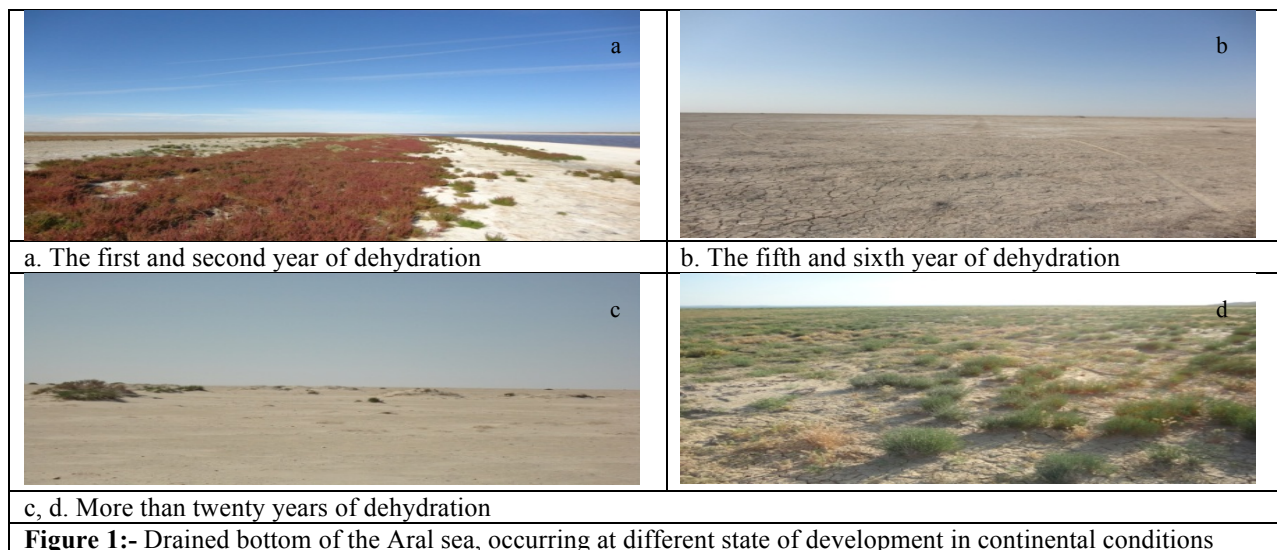 a
b
a. The first and second year of dehydration
b. The fifth and sixth year of dehydration
c
d
c, d. More than twenty years of dehydration
Figure 1:- Drained bottom of the Aral sea, occurring at different state of development in continental conditions